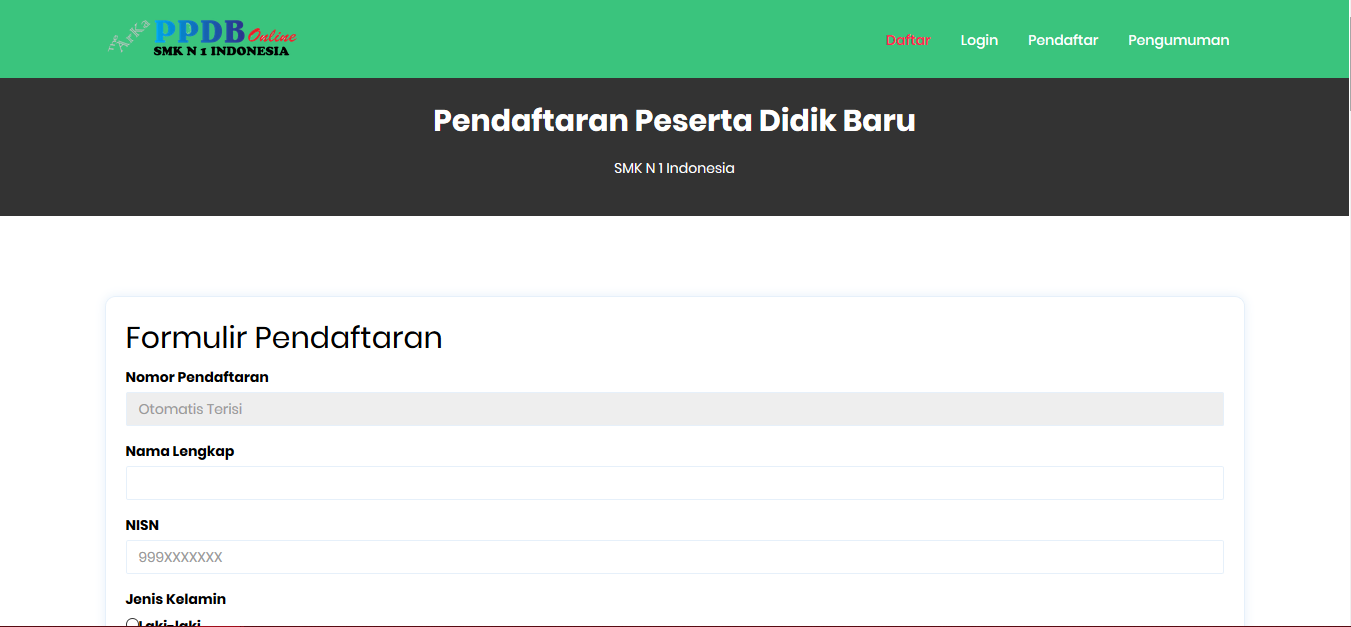 ArKa PPDB Online
SMK N 1 INDONESIA
Daftar Login Pendaftar Pengumuman
Pendaftaran Peserta Didik Baru
SMK N 1 Indonesia
Formulir Pendaftaran
Nomor Pendaftaran
Otomatis Terisi
Nama Lengkap
NISN
999XXXXXXX
Jenis Kelamin
Laki-laki